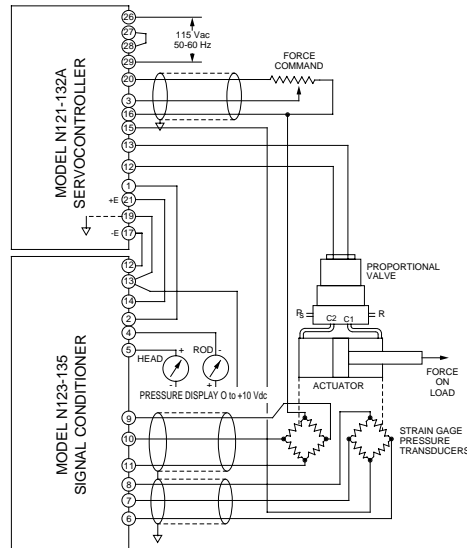 MODEL N121-132A
SERVOCONTROLLER
26
27
28
29
20
3
16
15
13
12
1
+E 21
19
-E 17
115 Vac
50-60 Hz
FORCE
COMMAND
PROPORTIONAL
VALVE
PS
C2 C1
R
ACTUATOR
FORCE
ON
LOAD
STRAIN GAGE
PRESSURE
TRANSDUCERS
MODEL N123-135
SIGNAL CONDITIONER
12
13
14
2
4
5
HEAD + -
ROD - +
PRESSURE DISPLAY O to +10 Vdc
9
10
11
8
7
6